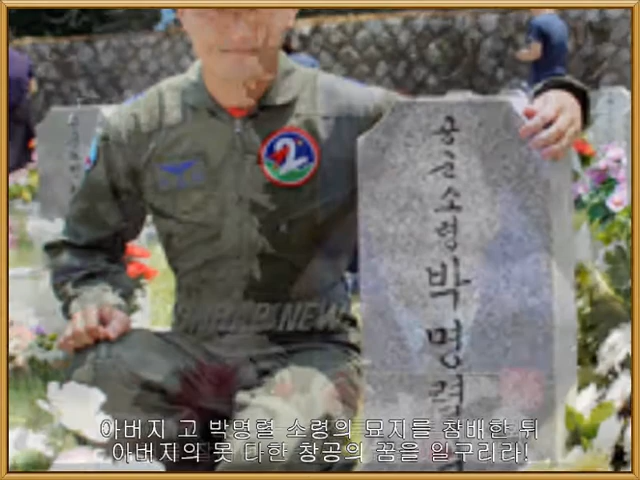 공군소령 박명렬
2
아버지 고 박명렬 소령의 묘지를 참배한 뒤
아버지의 못 다한 창공의 꿈을 일구리라!